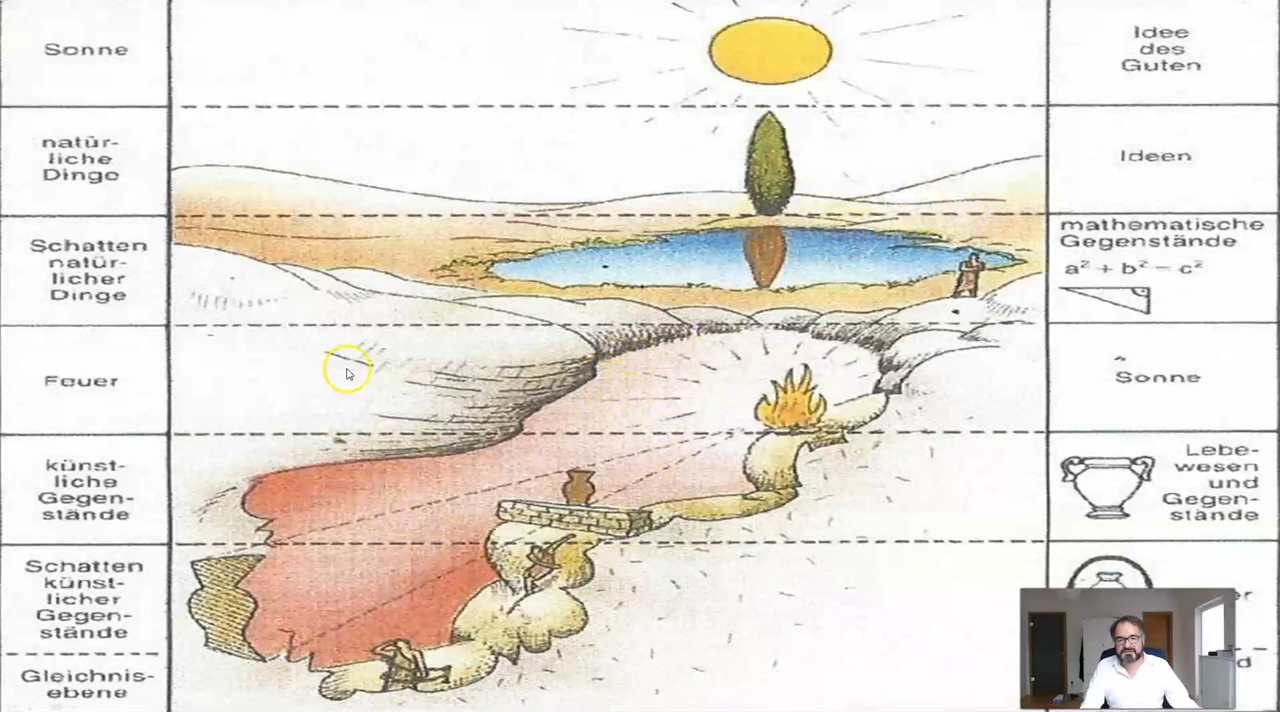 Sonne
natür-
liche
Dinge
Schatten
natür-
licher
Dinge
Feuer
künst-
liche
Gegen-
stände
Schatten
künst-
licher
Gegen-
stände
Gleichnis-
ebene
Idee
des
Guten
Ideen
mathematische
Gegenstände
a² + b² = c²
Sonne
Lebe-
wesen
und
Gegen-
stände